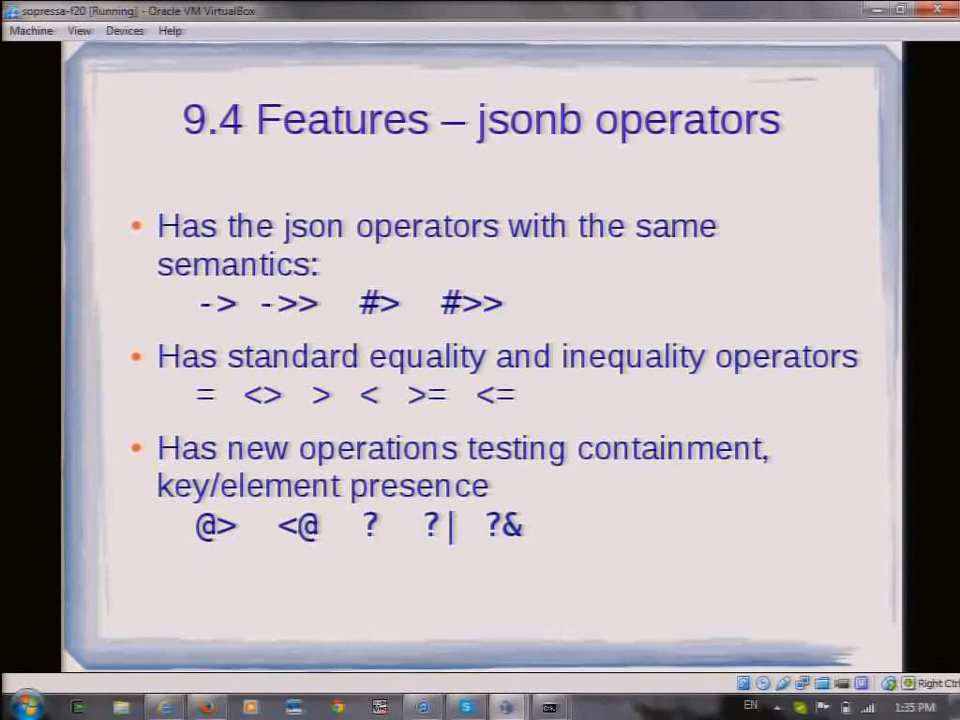 sopressa-f20 [Running] - Oracle VM VirtualBox
Machine View Devices Help
9.4 Features – jsonb operators
Has the json operators with the same
semantics:
-> ->> #> #>>
Has standard equality and inequality operators
= <> > < >= <=
Has new operations testing containment,
key/element presence
@> <@ ? ?| ?&
Right Ctrl
EN
1:35 PM